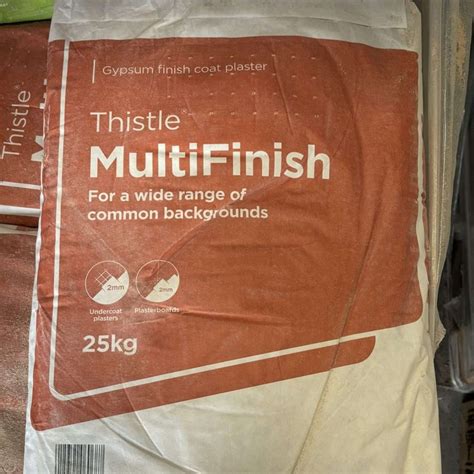 Gypsum finish coat plaster
Thistle
MultiFinish
For a wide range of
common backgrounds
2mm
2mm
Undercoat
plasters
Plasterboards
25kg
Thistle